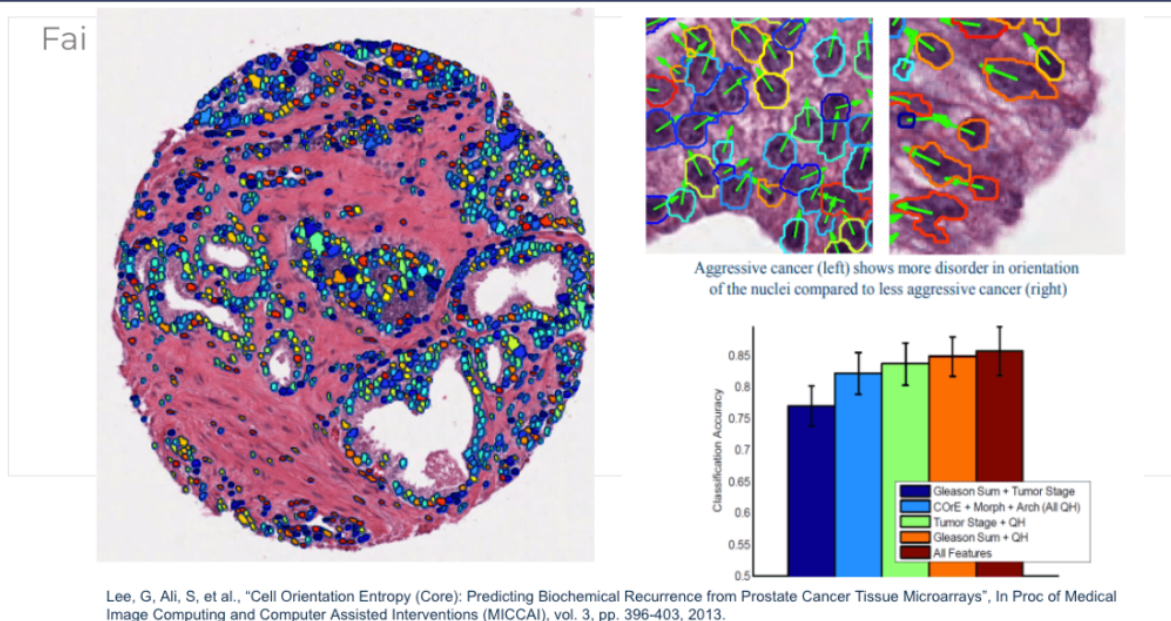 Fai
Aggressive cancer (left) shows more disorder in orientation
of the nuclei compared to less aggressive cancer (right)
Classification Accuracy
0.85
0.8
0.75
0.7
0.65
0.6
0.55
0.5
Gleason Sum + Tumor Stage
COrE + Morph + Arch (All QH)
Tumor Stage + QH
Gleason Sum + QH
All Features
Lee, G, Ali, S, et al., “Cell Orientation Entropy (Core): Predicting Biochemical Recurrence from Prostate Cancer Tissue Microarrays”, In Proc of Medical
Image Computing and Computer Assisted Interventions (MICCAI), vol. 3, pp. 396-403, 2013.